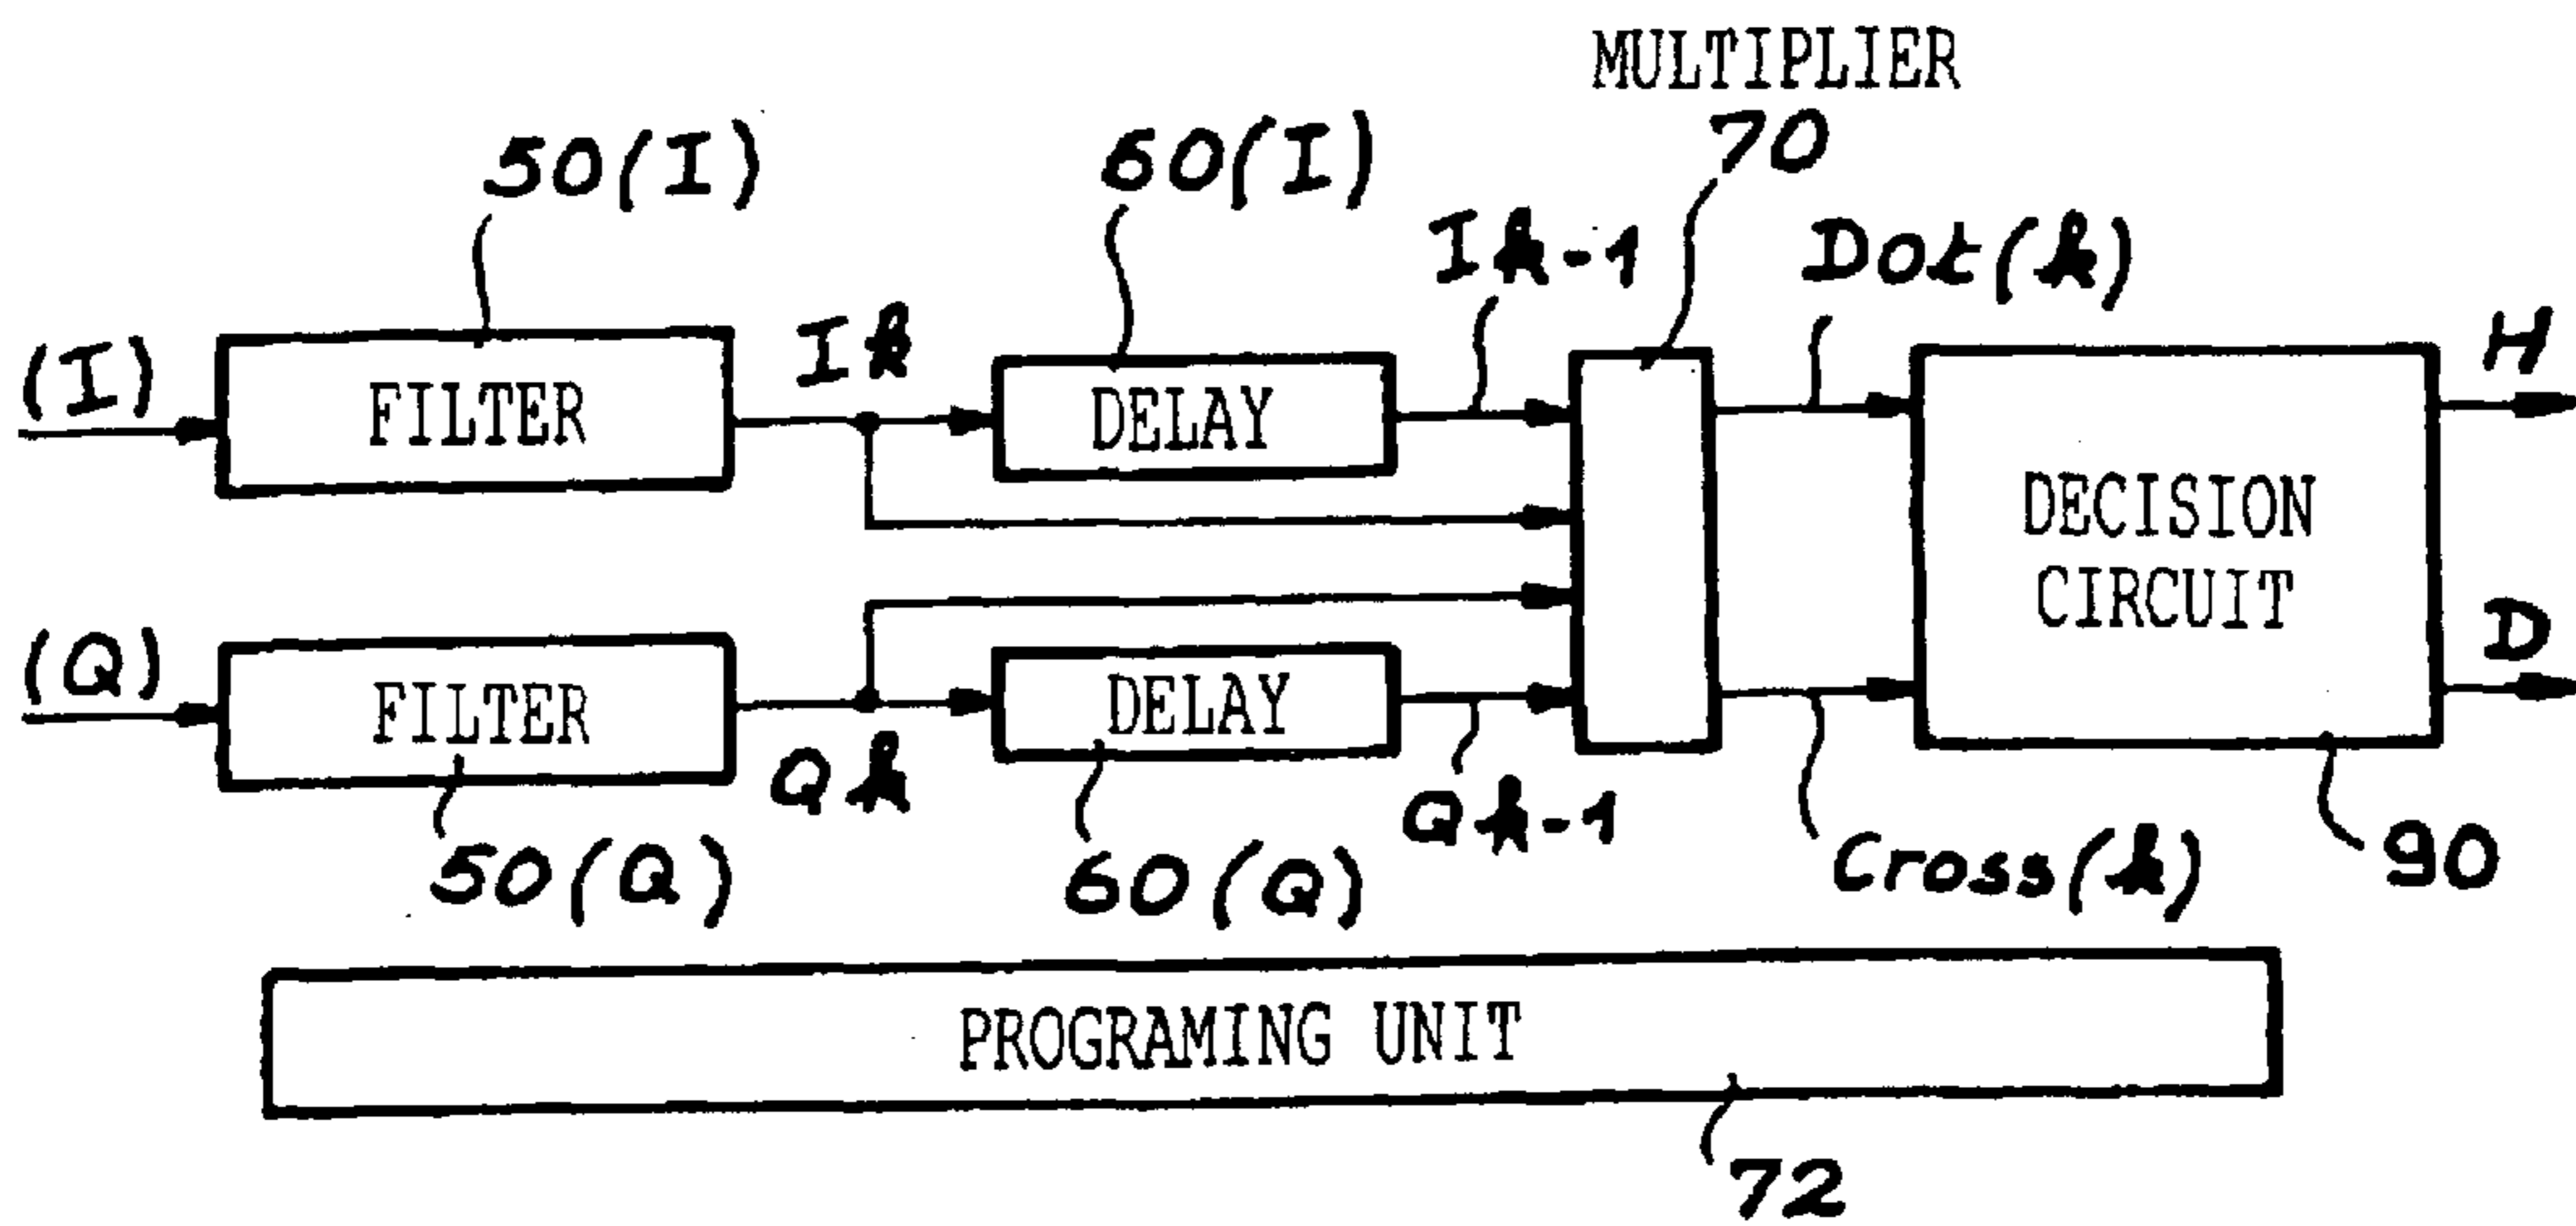 MULTIPLIER
70
50(I)
60(I)
Ik-1
Dot(k)
(I)
FILTER
Ik
DELAY
H
DECISION
CIRCUIT
(Q)
FILTER
Qk
DELAY
Qk-1
D
50(Q)
60(Q)
Cross(k)
90
PROGRAMING UNIT
72